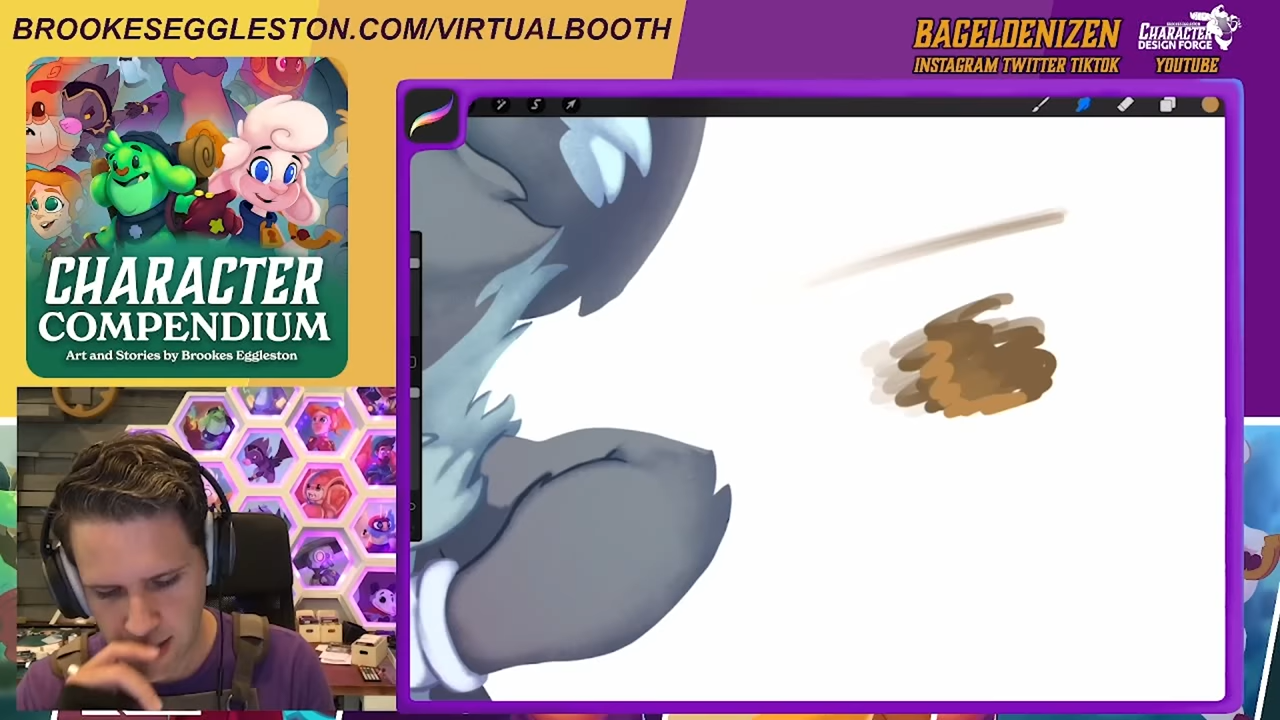 BROOKESEGGLESTON.COM/VIRTUALBOOTH
BAGELDENIZEN
INSTAGRAM TWITTER TIKTOK
CHARACTER
DESIGN FORGE
YOUTUBE
CHARACTER
COMPENDIUM
Art and Stories by Brookes Eggleston